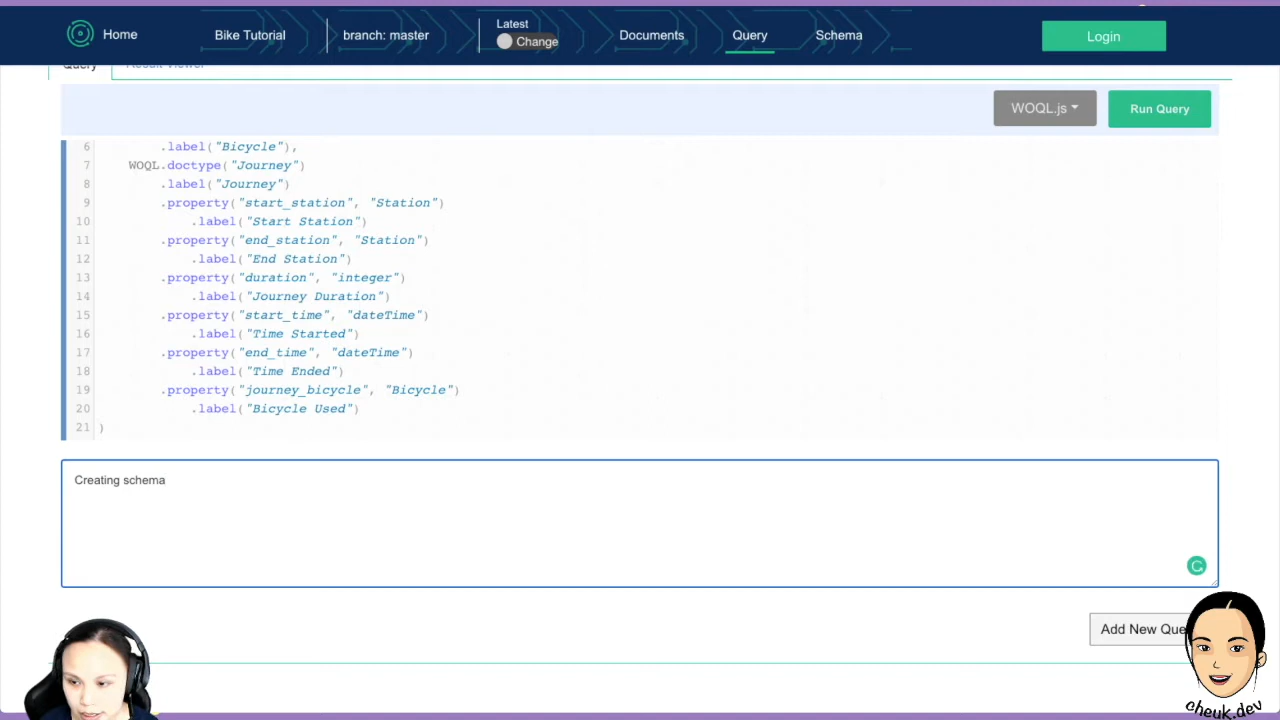 Home
Bike Tutorial
branch: master
Latest
Change
Documents
Query
Schema
Login
Query
Result Viewer
WOQL.js
Run Query
6 .label("Bicycle"),
7 WOQL.doctype("Journey")
8 .label("Journey")
9 .property("start_station", "Station")
10 .label("Start Station")
11 .property("end_station", "Station")
12 .label("End Station")
13 .property("duration", "integer")
14 .label("Journey Duration")
15 .property("start_time", "dateTime")
16 .label("Time Started")
17 .property("end_time", "dateTime")
18 .label("Time Ended")
19 .property("journey_bicycle", "Bicycle")
20 .label("Bicycle Used")
21 )
Creating schema
Add New Que
cheuk.dev